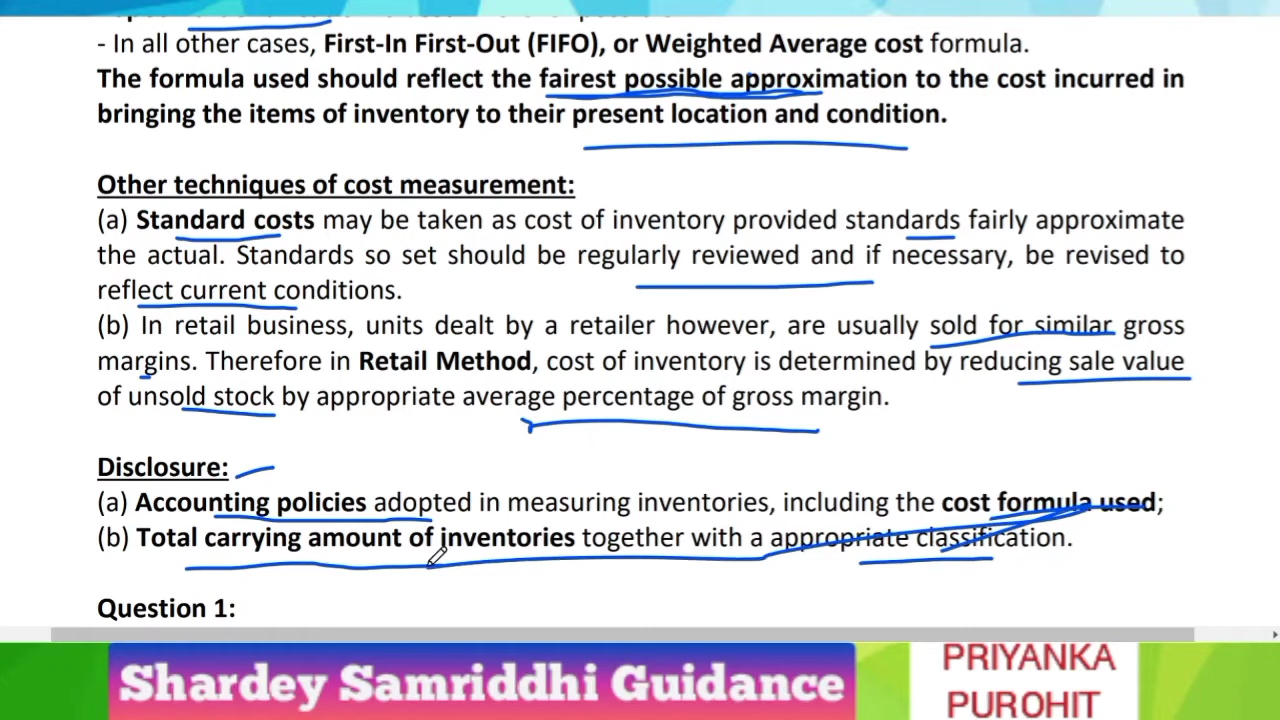 - In all other cases, First-In First-Out (FIFO), or Weighted Average cost formula.
The formula used should reflect the fairest possible approximation to the cost incurred in
bringing the items of inventory to their present location and condition.
Other techniques of cost measurement:
(a) Standard costs may be taken as cost of inventory provided standards fairly approximate
the actual. Standards so set should be regularly reviewed and if necessary, be revised to
reflect current conditions.
(b) In retail business, units dealt by a retailer however, are usually sold for similar gross
margins. Therefore in Retail Method, cost of inventory is determined by reducing sale value
of unsold stock by appropriate average percentage of gross margin.
Disclosure:
(a) Accounting policies adopted in measuring inventories, including the cost formula used;
(b) Total carrying amount of inventories together with a appropriate classification.
Question 1:
Shardey Samriddhi Guidance
PRIYANKA
PUROHIT